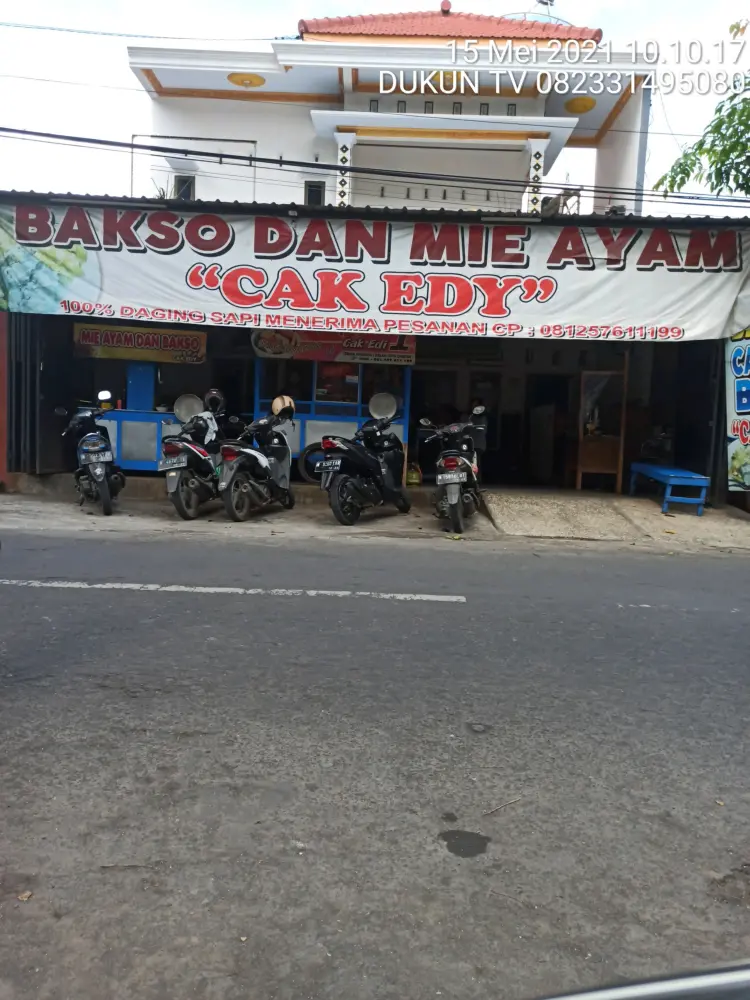 15 Mei 2021 10.10.17
DUKUN TV 082331495080
BAKSO DAN MIE AYAM
"CAK EDY"
100% DAGING SAPI MENERIMA PESANAN CP : 081257611199
MIE AYAM DAN BAKSO
Cak Edi